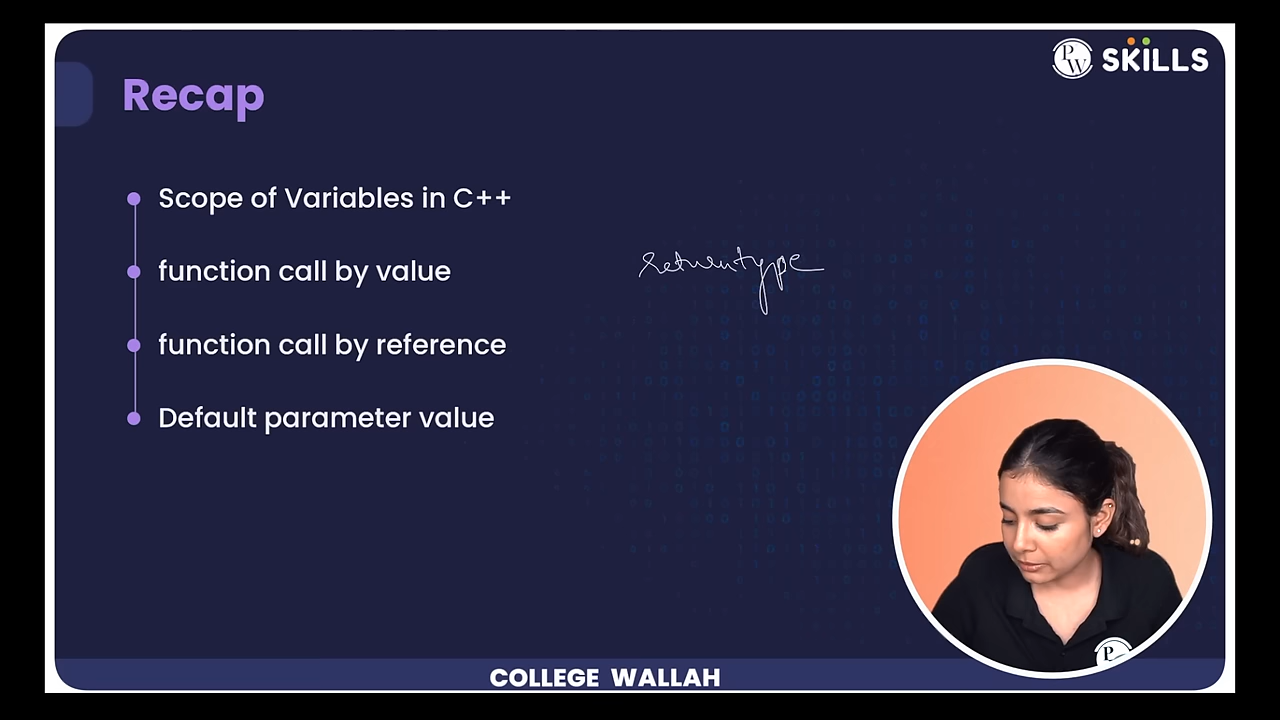 PW SKILLS
Recap
Scope of Variables in C++
function call by value
returntype
function call by reference
Default parameter value
P
COLLEGE WALLAH